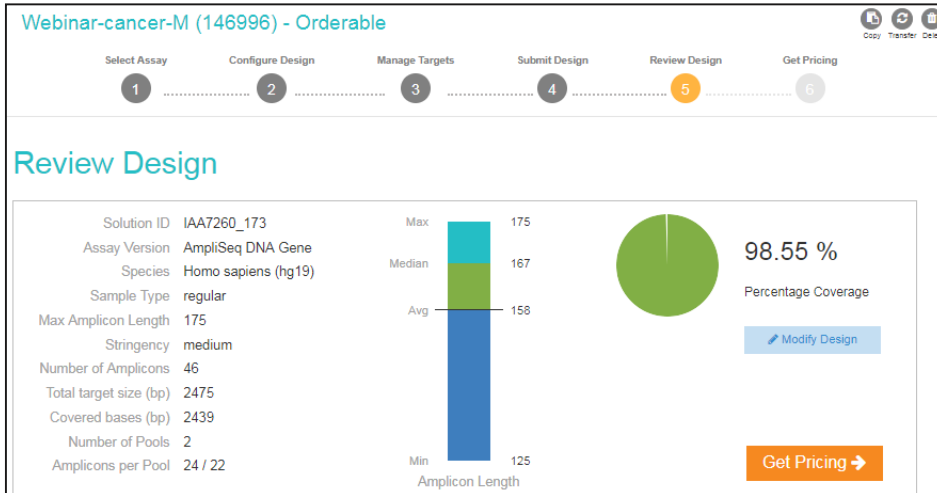 Webinar-cancer-M (146996) - Orderable
Copy Transfer
Select Assay Configure Design Manage Targets Submit Design Review Design Get Pricing
1 2 3 4 5 6
Review Design
Solution ID IAA7260_173
Assay Version AmpliSeq DNA Gene
Species Homo sapiens (hg19)
Sample Type regular
Max Amplicon Length 175
Stringency medium
Number of Amplicons 46
Total target size (bp) 2475
Covered bases (bp) 2439
Number of Pools 2
Amplicons per Pool 24 / 22
Max 175
Median 167
Avg 158
Min 125
Amplicon Length
98.55 %
Percentage Coverage
Modify Design
Get Pricing